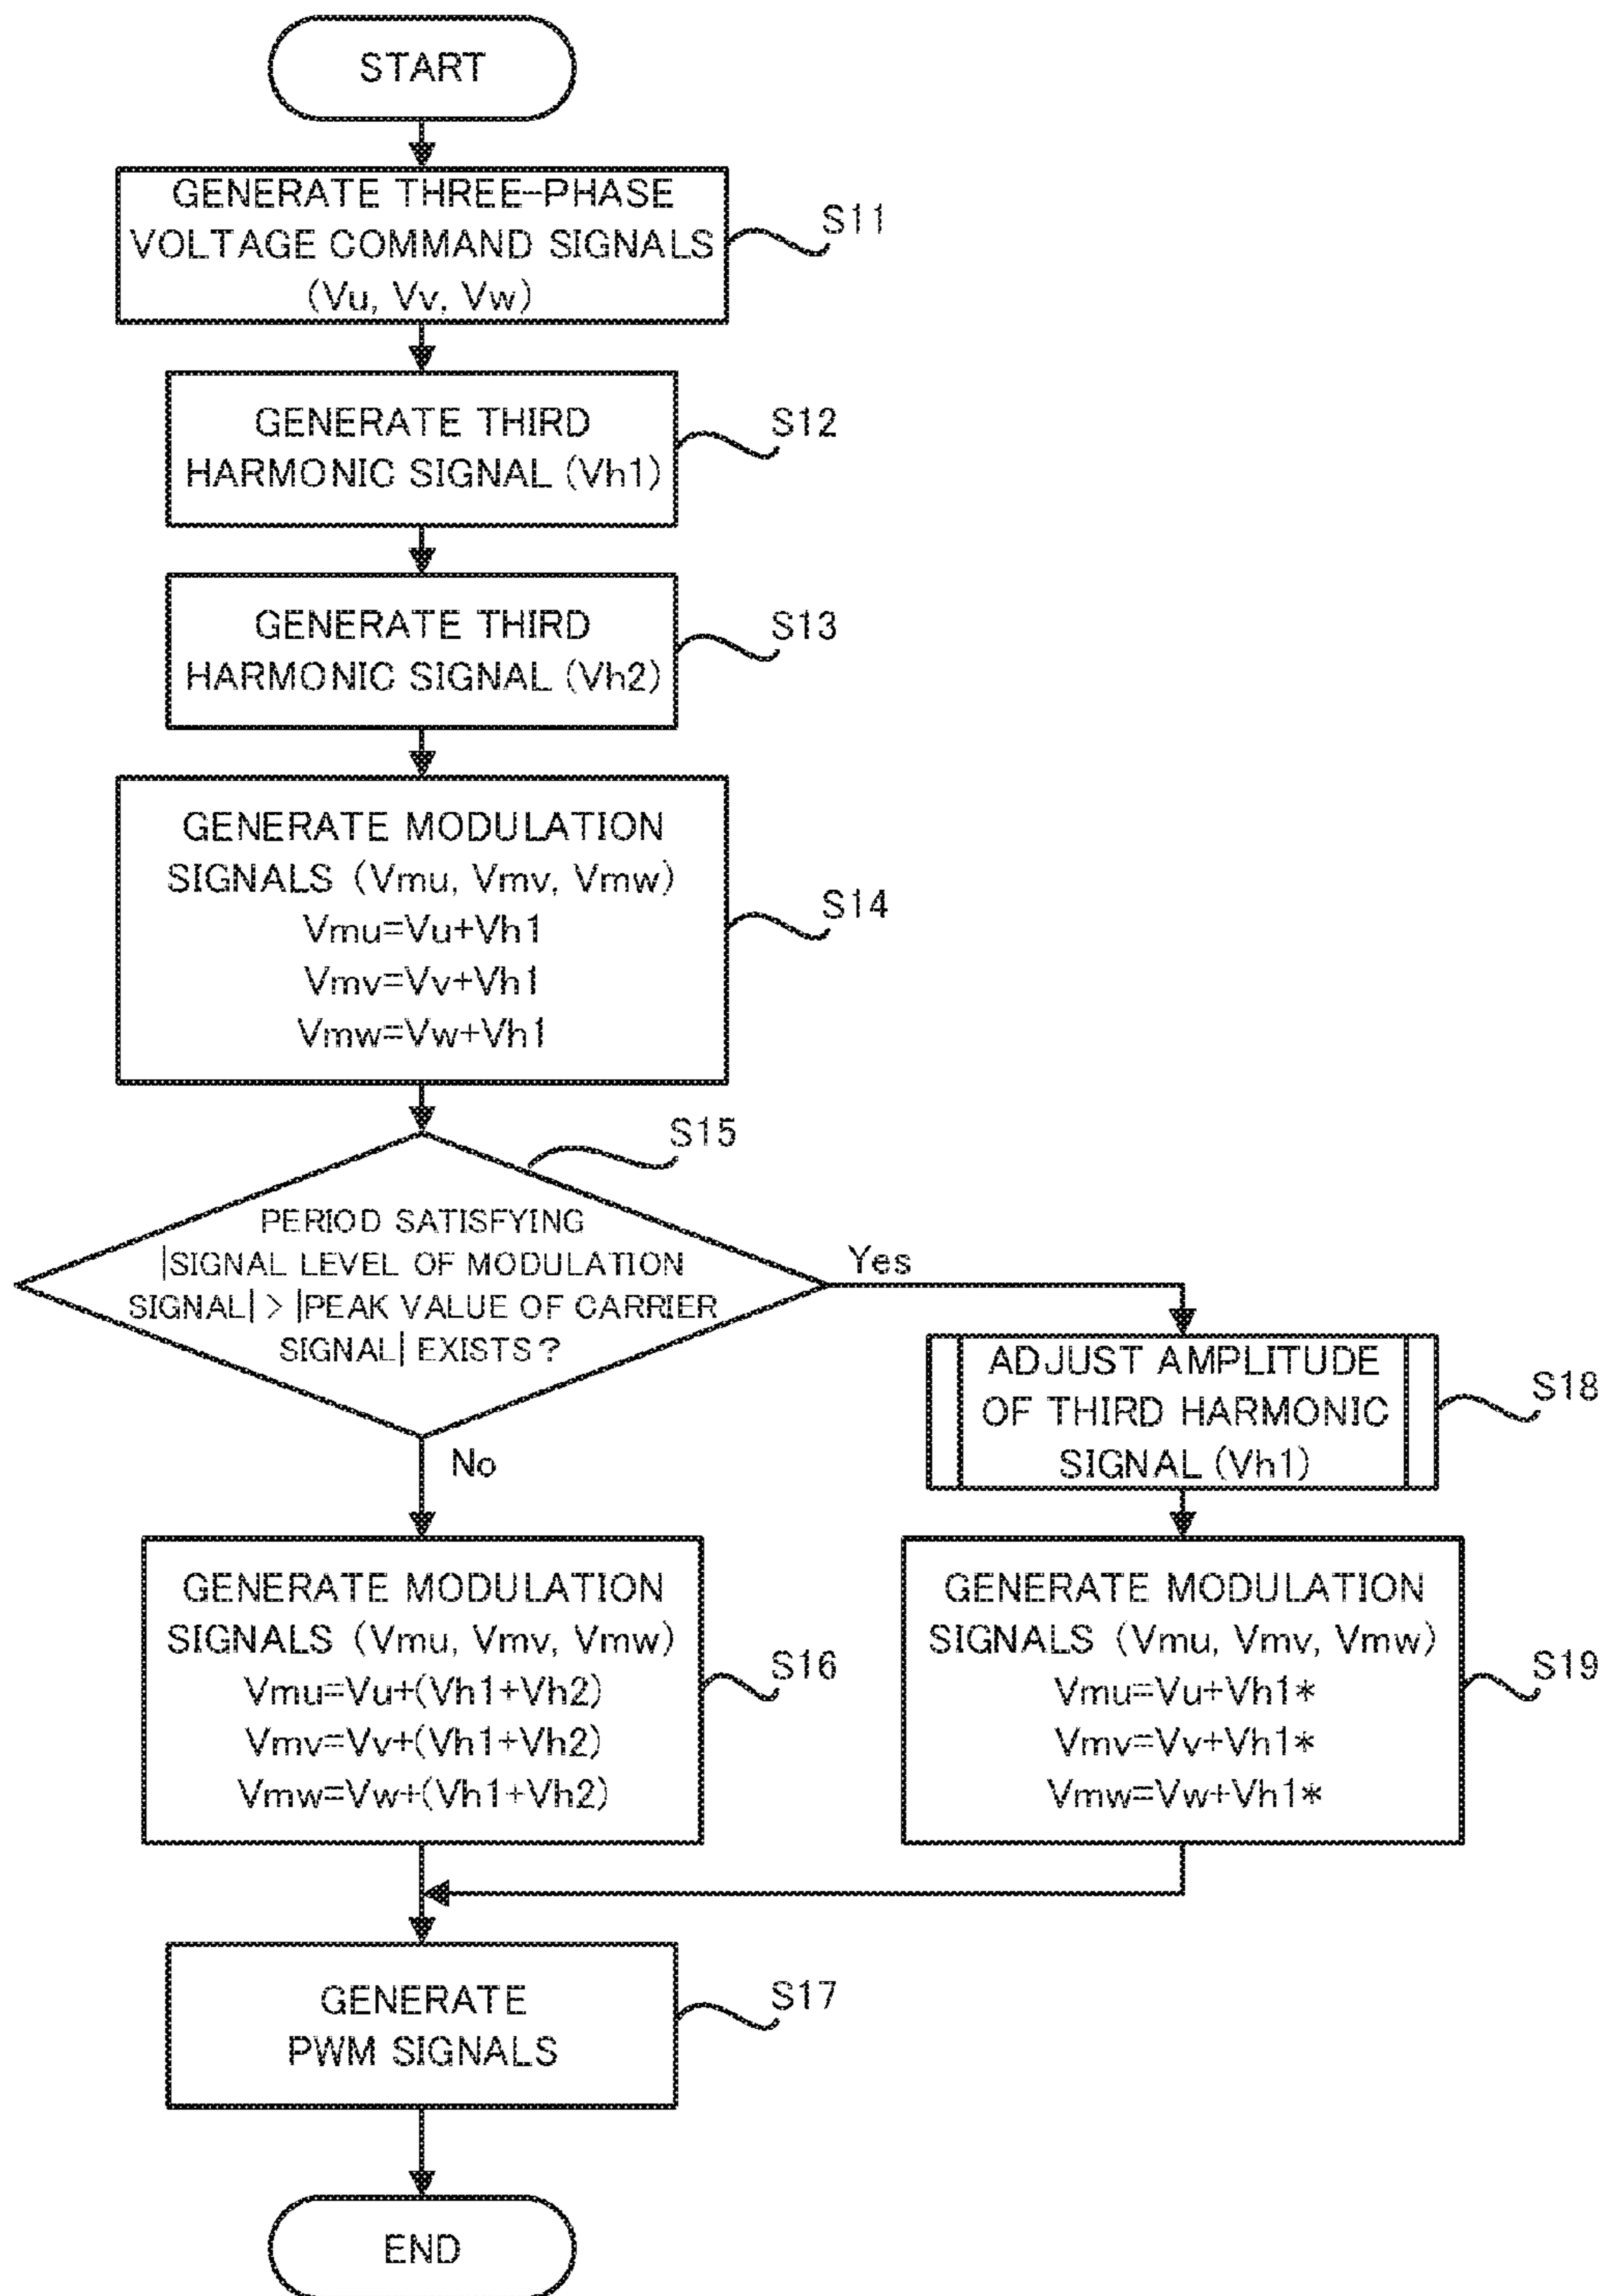 START
GENERATE THREE-PHASE
VOLTAGE COMMAND SIGNALS
(Vu, Vv, Vw)
S11
GENERATE THIRD
HARMONIC SIGNAL (Vh1)
S12
GENERATE THIRD
HARMONIC SIGNAL (Vh2)
S13
GENERATE MODULATION
SIGNALS (Vmu, Vmv, Vmw)
Vmu=Vu+Vh1
Vmv=Vv+Vh1
Vmw=Vw+Vh1
S14
S15
PERIOD SATISFYING
|SIGNAL LEVEL OF MODULATION
SIGNAL| > |PEAK VALUE OF CARRIER
SIGNAL| EXISTS?
Yes
No
ADJUST AMPLITUDE
OF THIRD HARMONIC
SIGNAL (Vh1)
S18
GENERATE MODULATION
SIGNALS (Vmu, Vmv, Vmw)
Vmu=Vu+(Vh1+Vh2)
Vmv=Vv+(Vh1+Vh2)
Vmw=Vw+(Vh1+Vh2)
S16
GENERATE MODULATION
SIGNALS (Vmu, Vmv, Vmw)
Vmu=Vu+Vh1*
Vmv=Vv+Vh1*
Vmw=Vw+Vh1*
S19
GENERATE
PWM SIGNALS
S17
END